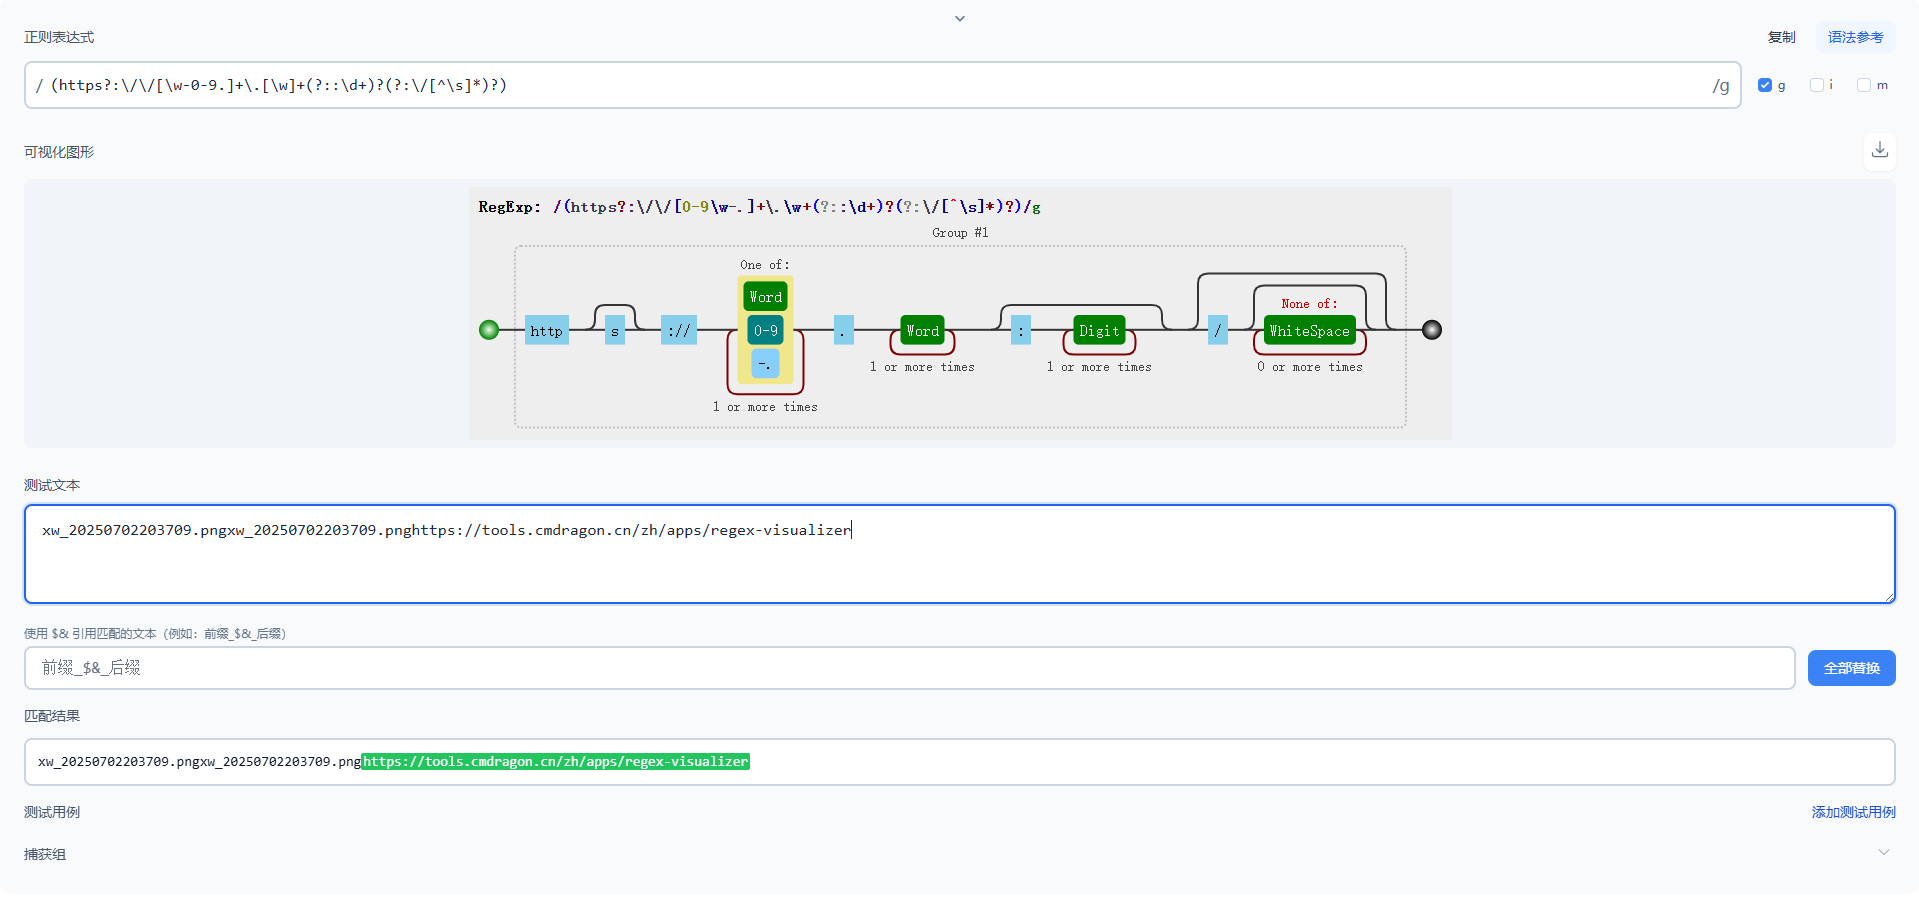 正则表达式 复制 语法参考
/ (https?:\/\/[\w-0-9.]+\.[\w]+(?::\d+)?(?:\/[^\s]*)?) /g g i m
可视化图形
RegExp: /(https?:\/\/[0-9\w-.]+\.\w+(?::\d+)?(?:\/[^\s]*)?)/g
Group #1
One of:
Word
None of:
http s :// 0-9 . Word : Digit / WhiteSpace
-.
1 or more times 1 or more times 0 or more times
1 or more times
测试文本
xw_20250702203709.pngxw_20250702203709.pnghttps://tools.cmdragon.cn/zh/apps/regex-visualizer
使用 $& 引用匹配的文本（例如：前缀_$&_后缀）
前缀_$&_后缀 全部替换
匹配结果
xw_20250702203709.pngxw_20250702203709.pnghttps://tools.cmdragon.cn/zh/apps/regex-visualizer
测试用例 添加测试用例
捕获组